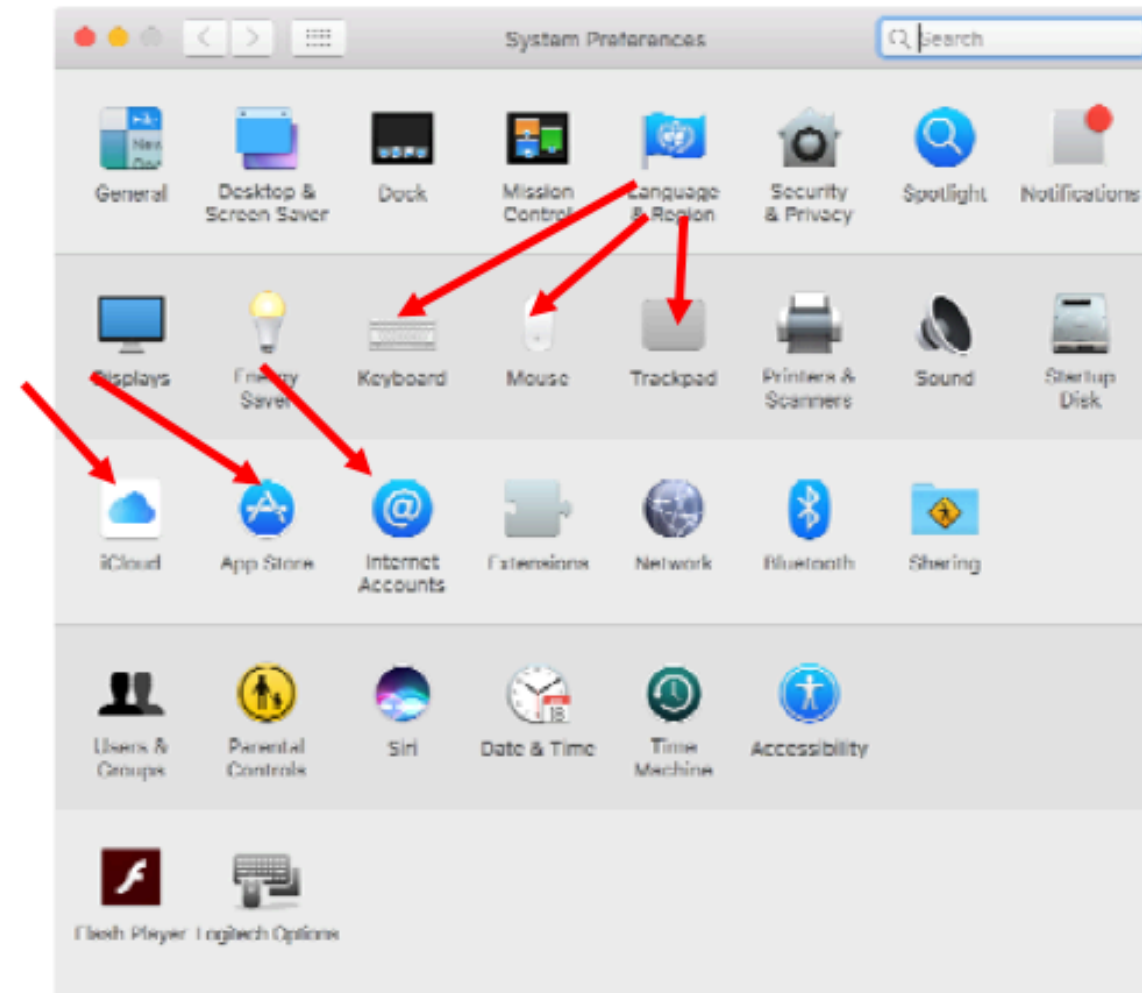 System Preferences
Search
General
Desktop &
Screen Saver
Dock
Mission
Control
Language
& Region
Security
& Privacy
Spotlight
Notifications
Displays
Energy
Saver
Keyboard
Mouse
Trackpad
Printers &
Scanners
Sound
Startup
Disk
iCloud
App Store
Internet
Accounts
Extensions
Network
Bluetooth
Sharing
Users &
Groups
Parental
Controls
Siri
Date & Time
Time
Machine
Accessibility
Flash Player
Logitech Options